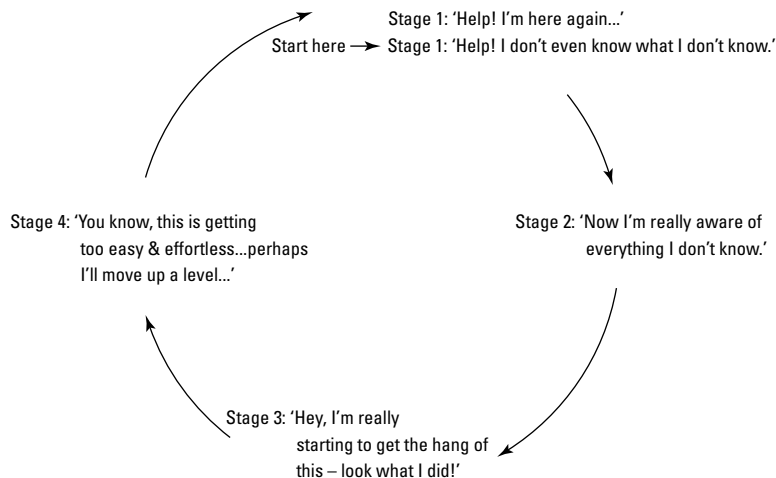 Stage 1: ‘Help! I’m here again...’
Start here Stage 1: ‘Help! I don’t even know what I don’t know.’
Stage 4: ‘You know, this is getting
too easy & effortless...perhaps
I’ll move up a level...’
Stage 2: ‘Now I’m really aware of
everything I don’t know.’
Stage 3: ‘Hey, I’m really
starting to get the hang of
this – look what I did!’